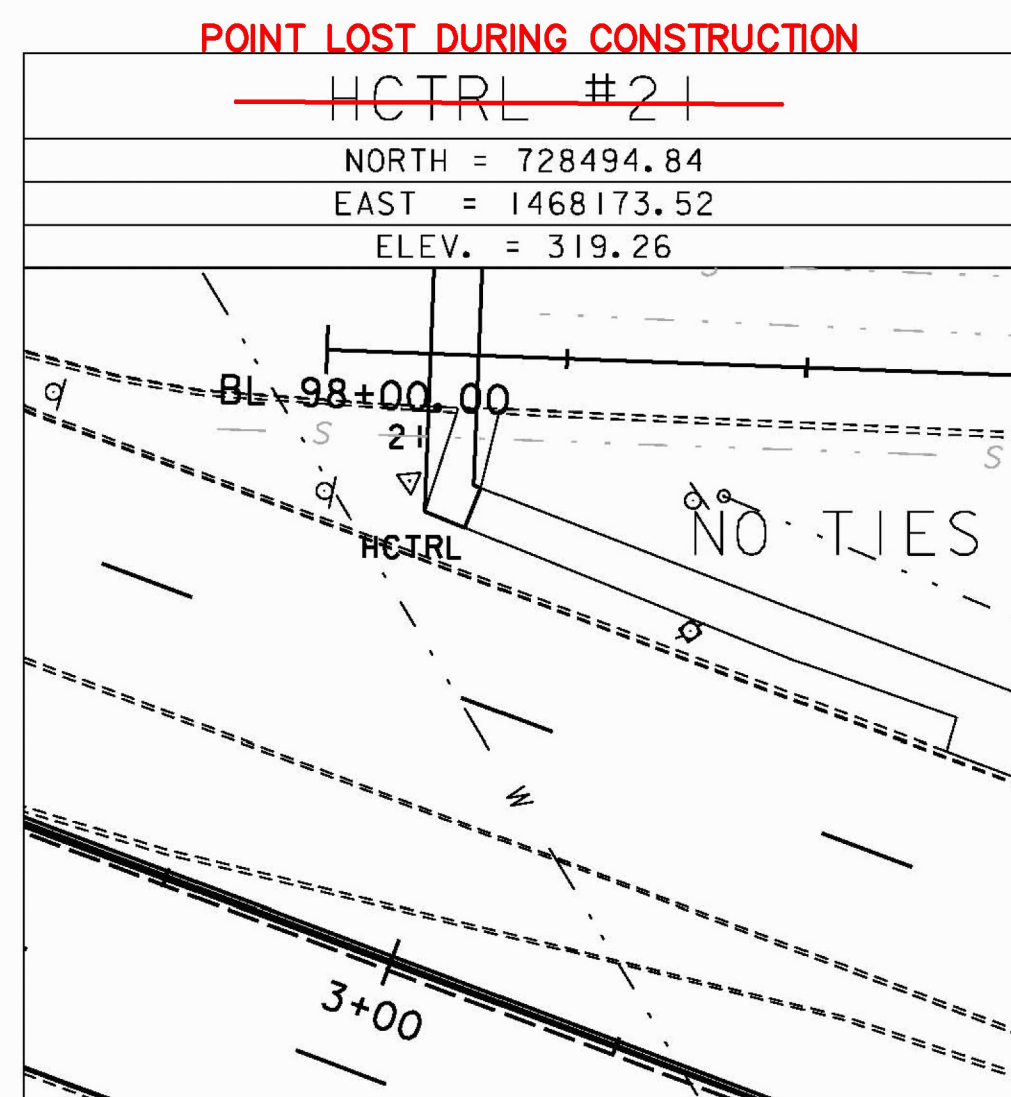 POINT LOST DURING CONSTRUCTION
HCTRL #21
NORTH = 728494.84
EAST = 1468173.52
ELEV. = 319.26
S
BL 98+00.00
21
S
S
NO TIES
HCTRL
W
3+00